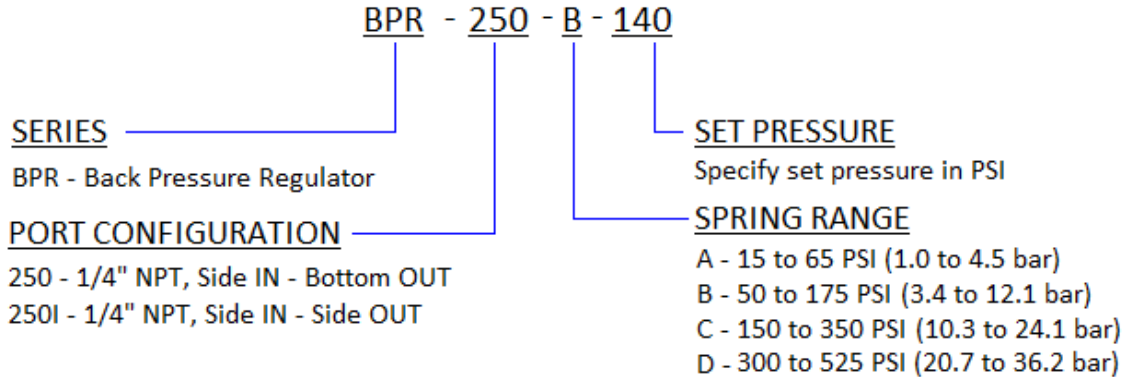 BPR - 250 - B - 140
SERIES
BPR - Back Pressure Regulator
PORT CONFIGURATION
250 - 1/4" NPT, Side IN - Bottom OUT
250I - 1/4" NPT, Side IN - Side OUT
SET PRESSURE
Specify set pressure in PSI
SPRING RANGE
A - 15 to 65 PSI (1.0 to 4.5 bar)
B - 50 to 175 PSI (3.4 to 12.1 bar)
C - 150 to 350 PSI (10.3 to 24.1 bar)
D - 300 to 525 PSI (20.7 to 36.2 bar)